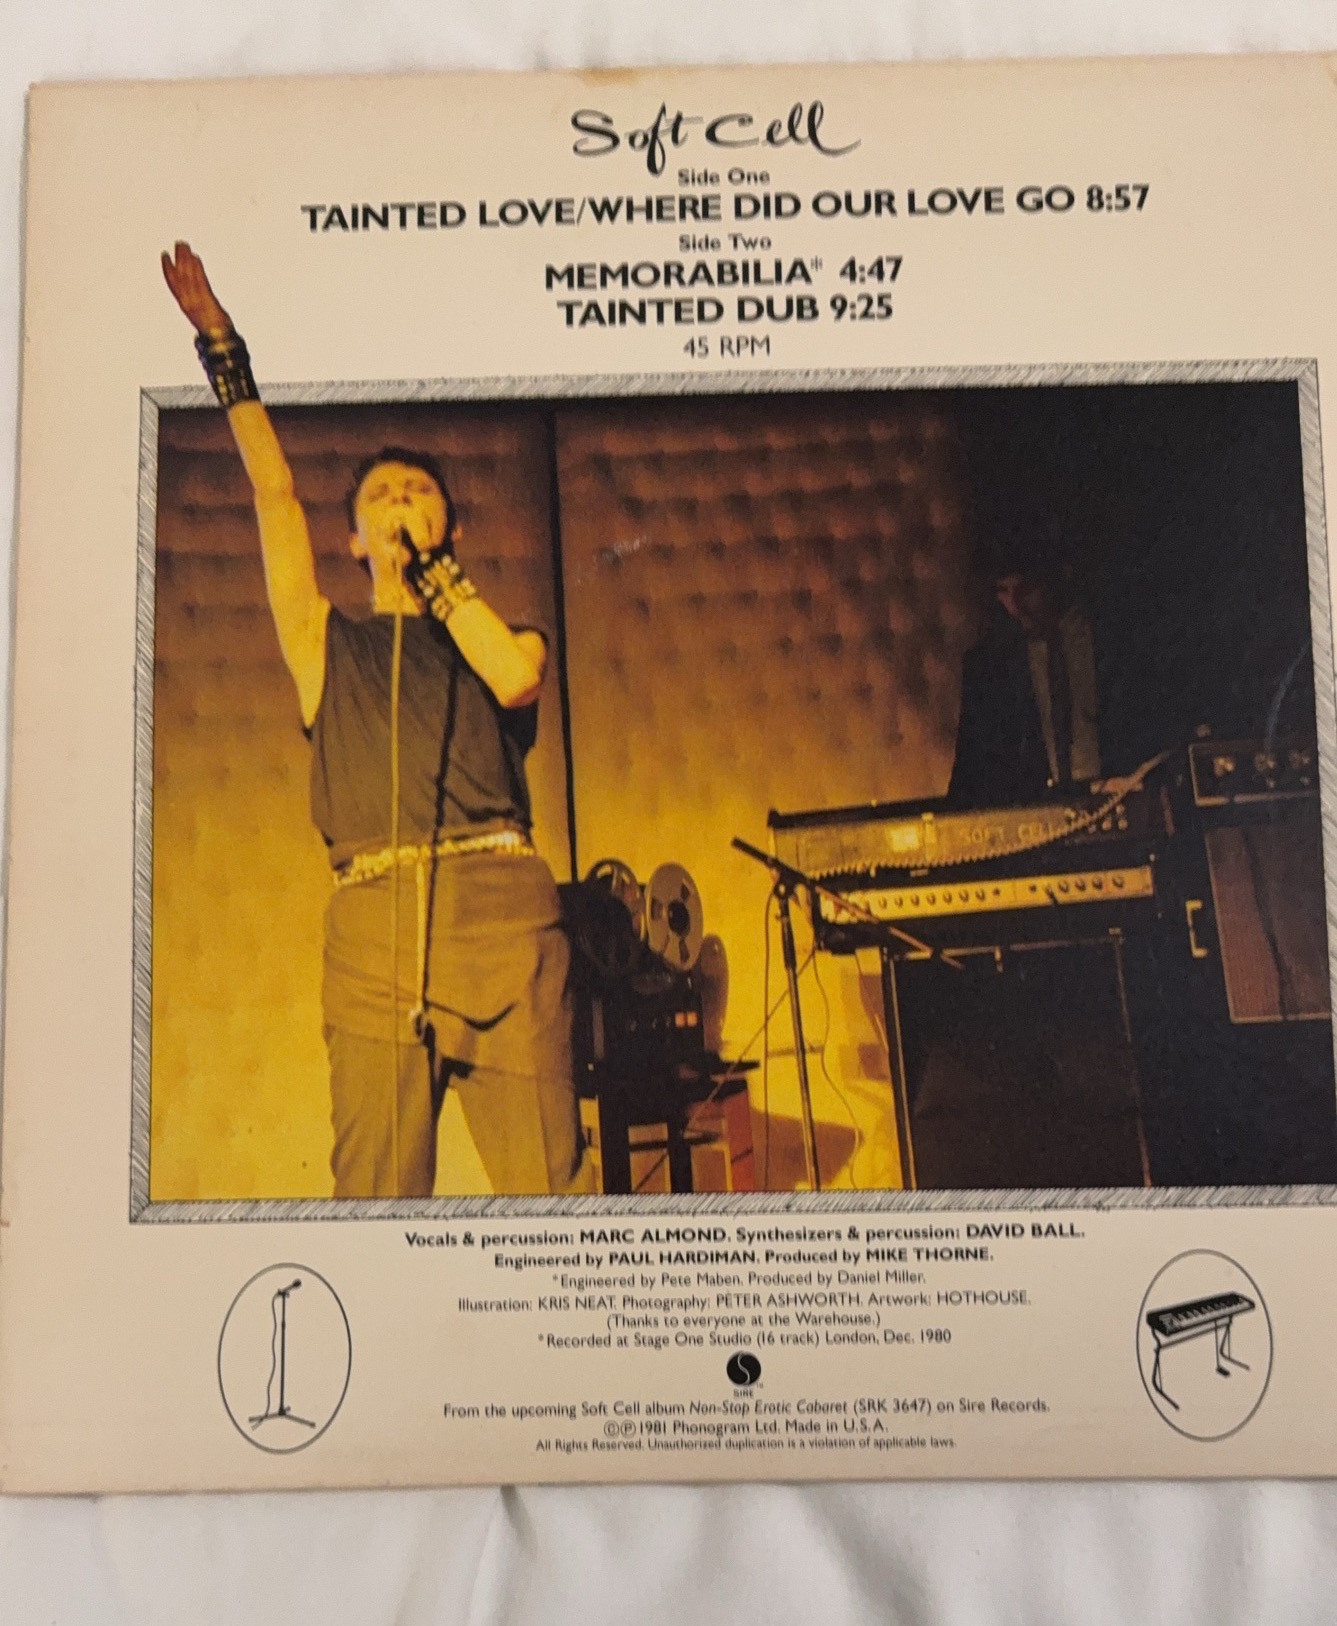 Soft Cell
Side One
TAINTED LOVE/WHERE DID OUR LOVE GO 8:57
Side Two
MEMORABILIA* 4:47
TAINTED DUB 9:25
45 RPM
SOFT CELL
Vocals & percussion: MARC ALMOND. Synthesizers & percussion: DAVID BALL.
Engineered by PAUL HARDIMAN. Produced by MIKE THORNE.
*Engineered by Pete Maben. Produced by Daniel Miller.
Illustration: KRIS NEAT. Photography: PETER ASHWORTH. Artwork: HOTHOUSE.
(Thanks to everyone at the Warehouse.)
*Recorded at Stage One Studio (16 track) London, Dec. 1980
SIRE
From the upcoming Soft Cell album Non-Stop Erotic Cabaret (SRK 3647) on Sire Records.
©℗1981 Phonogram Ltd. Made in U.S.A.
All Rights Reserved. Unauthorized duplication is a violation of applicable laws.